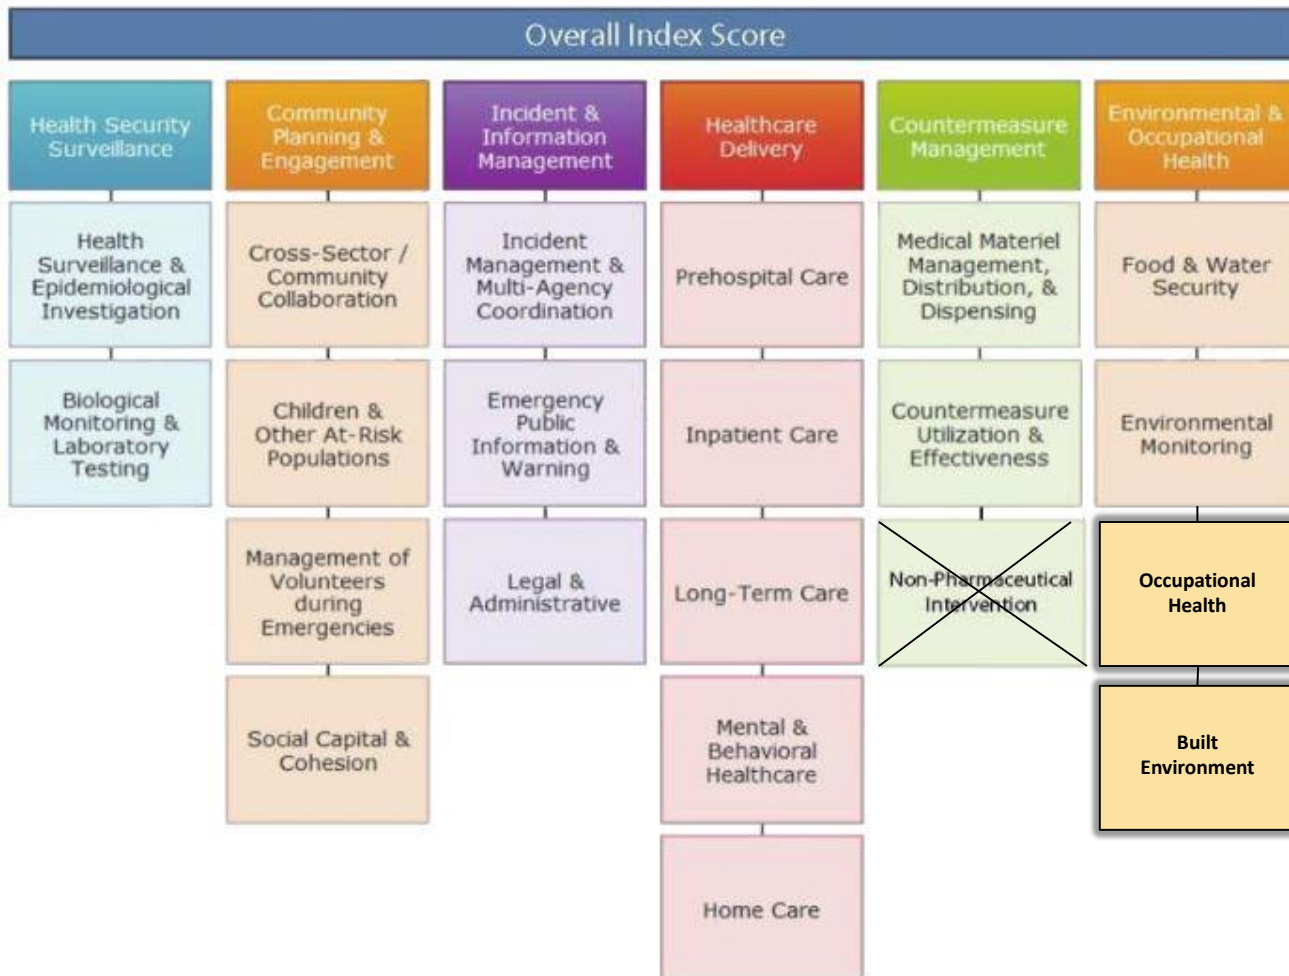 Overall Index Score
Health Security
Surveillance
Community
Planning &
Engagement
Incident &
Information
Management
Healthcare
Delivery
Countermeasure
Management
Environmental &
Occupational
Health
Health
Surveillance &
Epidemiological
Investigation
Cross-Sector /
Community
Collaboration
Incident
Management &
Multi-Agency
Coordination
Prehospital Care
Medical Materiel
Management,
Distribution, &
Dispensing
Food & Water
Security
Biological
Monitoring &
Laboratory
Testing
Children &
Other At-Risk
Populations
Emergency
Public
Information &
Warning
Inpatient Care
Countermeasure
Utilization &
Effectiveness
Environmental
Monitoring
Management of
Volunteers
during
Emergencies
Legal &
Administrative
Long-Term Care
Non-Pharmaceutical
Intervention
Occupational
Health
Social Capital &
Cohesion
Mental &
Behavioral
Healthcare
Built
Environment
Home Care